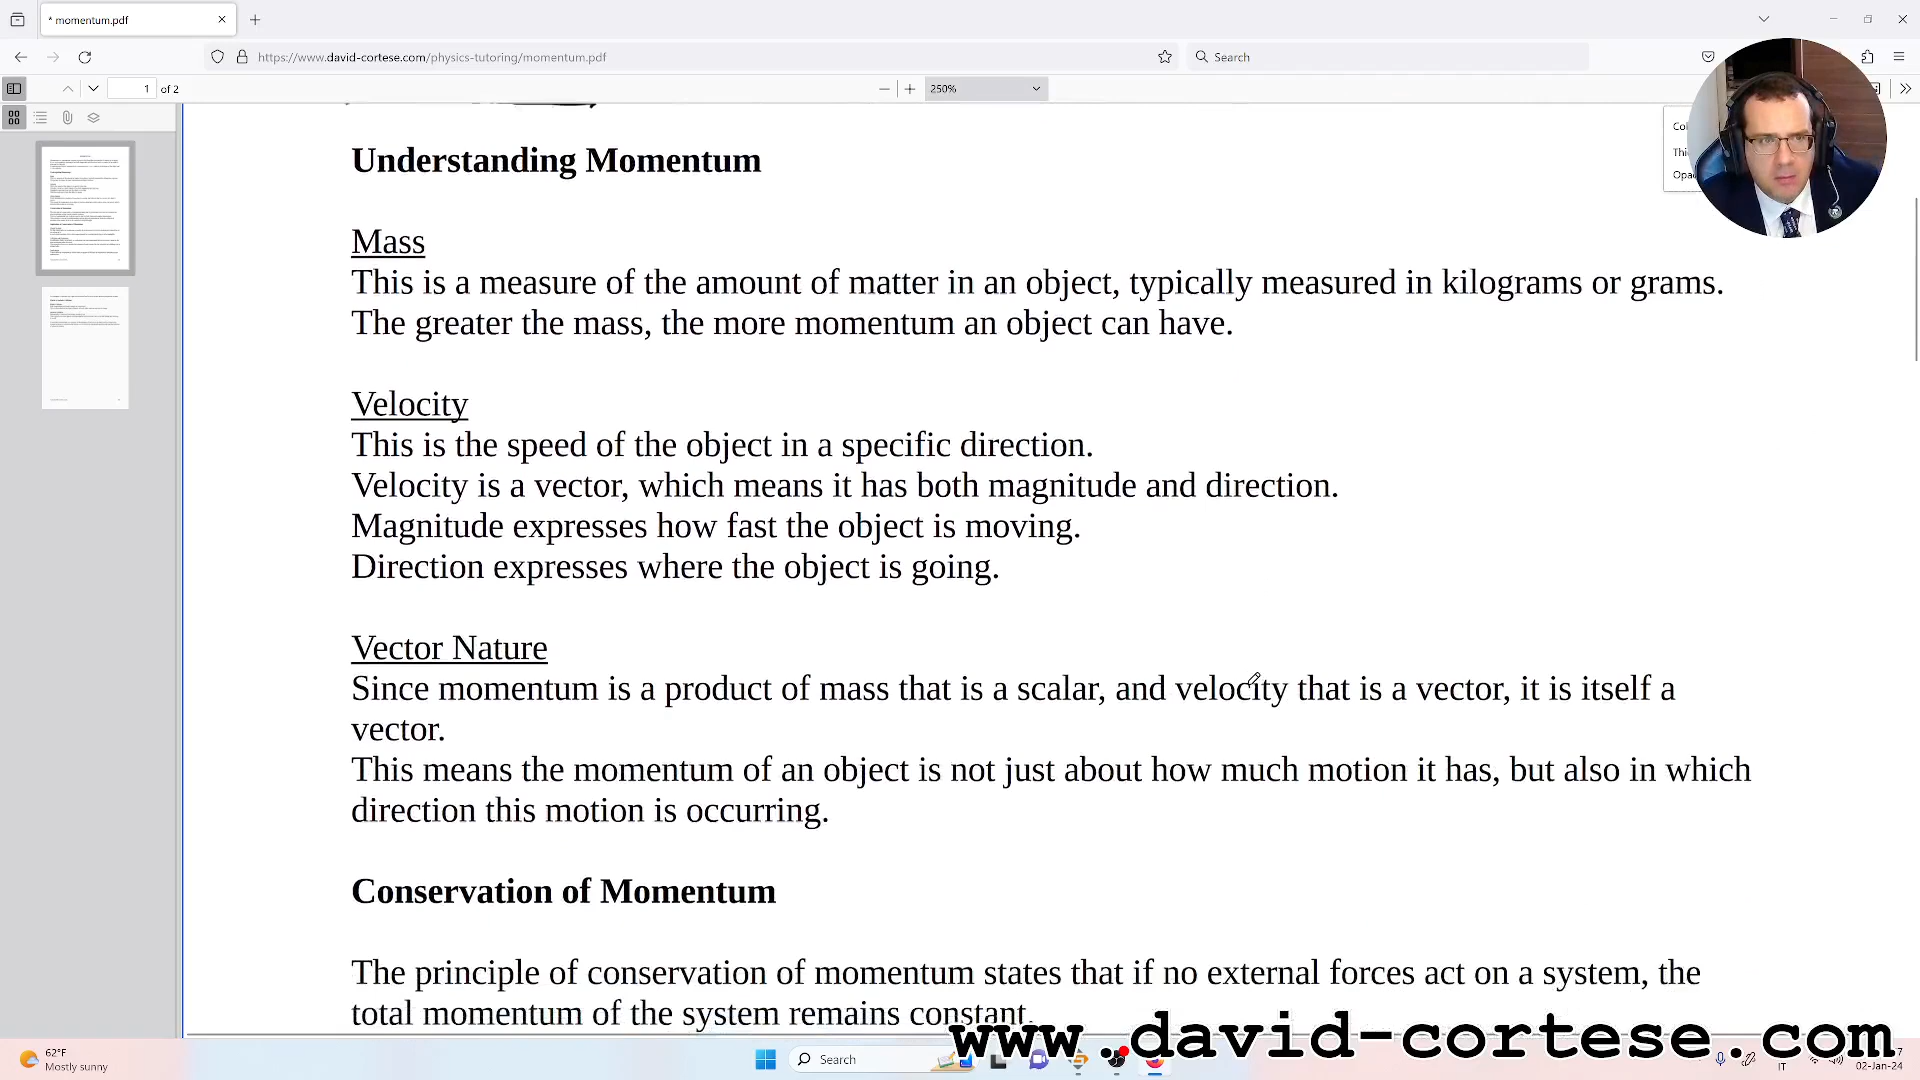 * momentum.pdf
https://www.david-cortese.com/physics-tutoring/momentum.pdf
Search
1 of 2
250%
Understanding Momentum
Mass
This is a measure of the amount of matter in an object, typically measured in kilograms or grams.
The greater the mass, the more momentum an object can have.
Velocity
This is the speed of the object in a specific direction.
Velocity is a vector, which means it has both magnitude and direction.
Magnitude expresses how fast the object is moving.
Direction expresses where the object is going.
Vector Nature
Since momentum is a product of mass that is a scalar, and velocity that is a vector, it is itself a
vector.
This means the momentum of an object is not just about how much motion it has, but also in which
direction this motion is occurring.
Conservation of Momentum
The principle of conservation of momentum states that if no external forces act on a system, the
total momentum of the system remains constant.
www.david-cortese.com
62°F
Mostly sunny
Search
IT
02-Jan-24